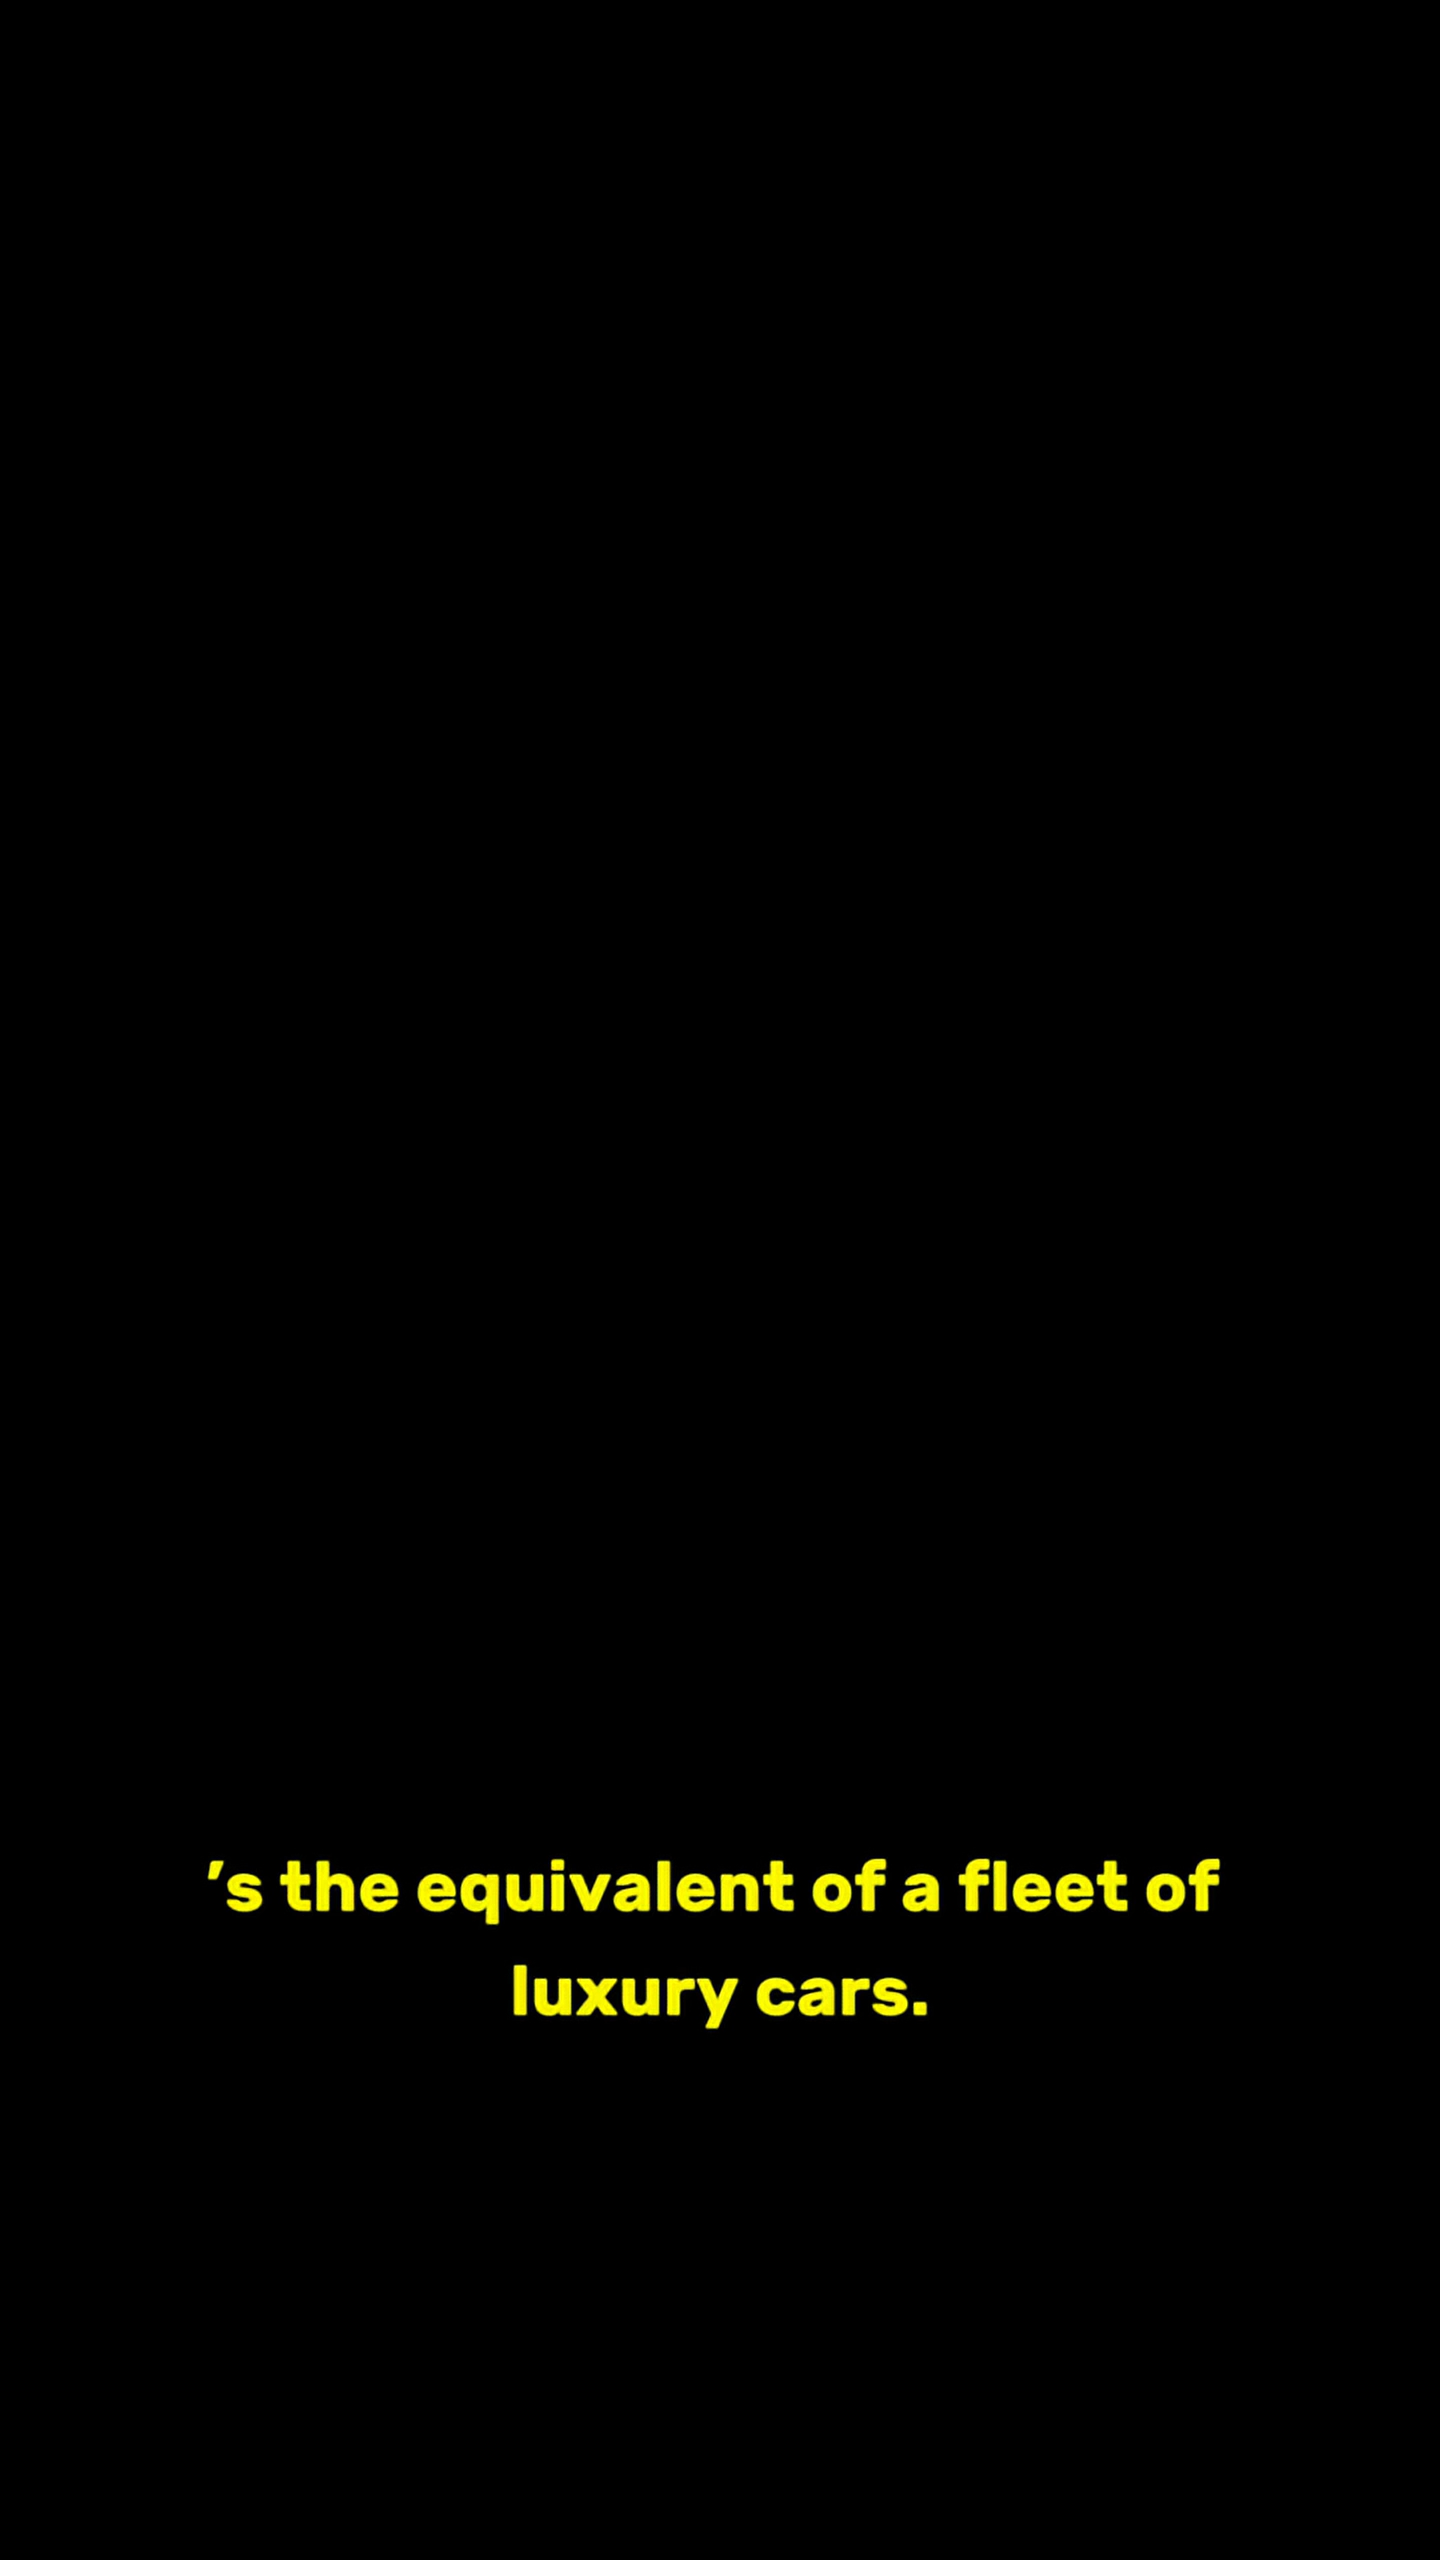 ’s the equivalent of a fleet of
luxury cars.